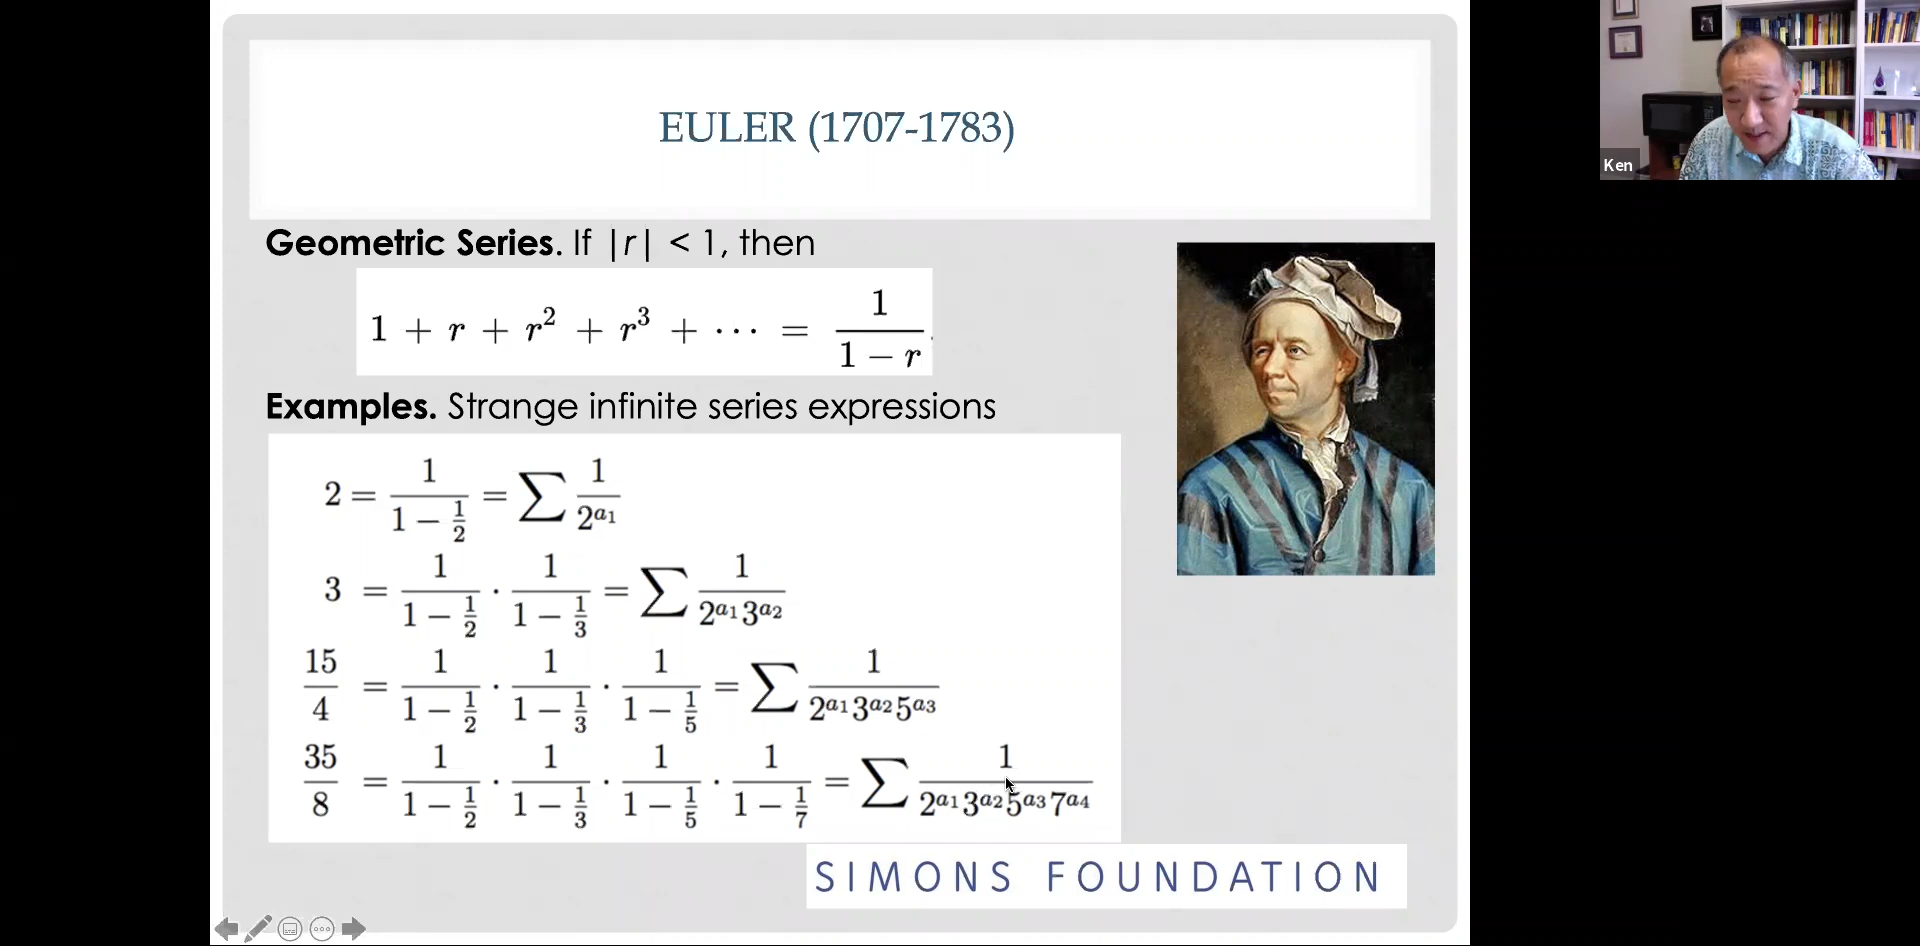 EULER (1707-1783)
Geometric Series. If |r| < 1, then
1 + r + r² + r³ + ⋯ = 1/(1 − r)
Examples. Strange infinite series expressions
2 = 1/(1 − 1/2) = ∑ 1/2^{a₁}
3 = 1/(1 − 1/2) · 1/(1 − 1/3) = ∑ 1/(2^{a₁}3^{a₂})
15/4 = 1/(1 − 1/2) · 1/(1 − 1/3) · 1/(1 − 1/5) = ∑ 1/(2^{a₁}3^{a₂}5^{a₃})
35/8 = 1/(1 − 1/2) · 1/(1 − 1/3) · 1/(1 − 1/5) · 1/(1 − 1/7) = ∑ 1/(2^{a₁}3^{a₂}5^{a₃}7^{a₄})
SIMONS FOUNDATION
Ken